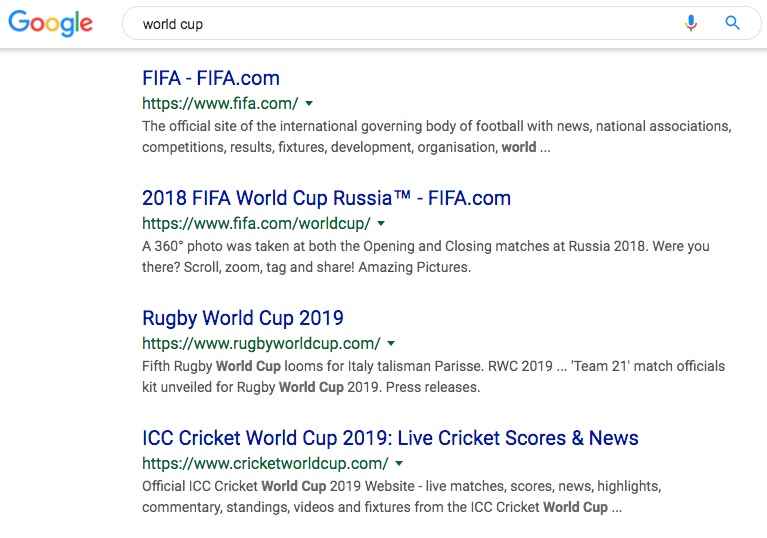 Google
world cup
FIFA - FIFA.com
https://www.fifa.com/
The official site of the international governing body of football with news, national associations,
competitions, results, fixtures, development, organisation, world ...
2018 FIFA World Cup Russia™ - FIFA.com
https://www.fifa.com/worldcup/
A 360° photo was taken at both the Opening and Closing matches at Russia 2018. Were you
there? Scroll, zoom, tag and share! Amazing Pictures.
Rugby World Cup 2019
https://www.rugbyworldcup.com/
Fifth Rugby World Cup looms for Italy talisman Parisse. RWC 2019 ... 'Team 21' match officials
kit unveiled for Rugby World Cup 2019. Press releases.
ICC Cricket World Cup 2019: Live Cricket Scores & News
https://www.cricketworldcup.com/
Official ICC Cricket World Cup 2019 Website - live matches, scores, news, highlights,
commentary, standings, videos and fixtures from the ICC Cricket World Cup ...